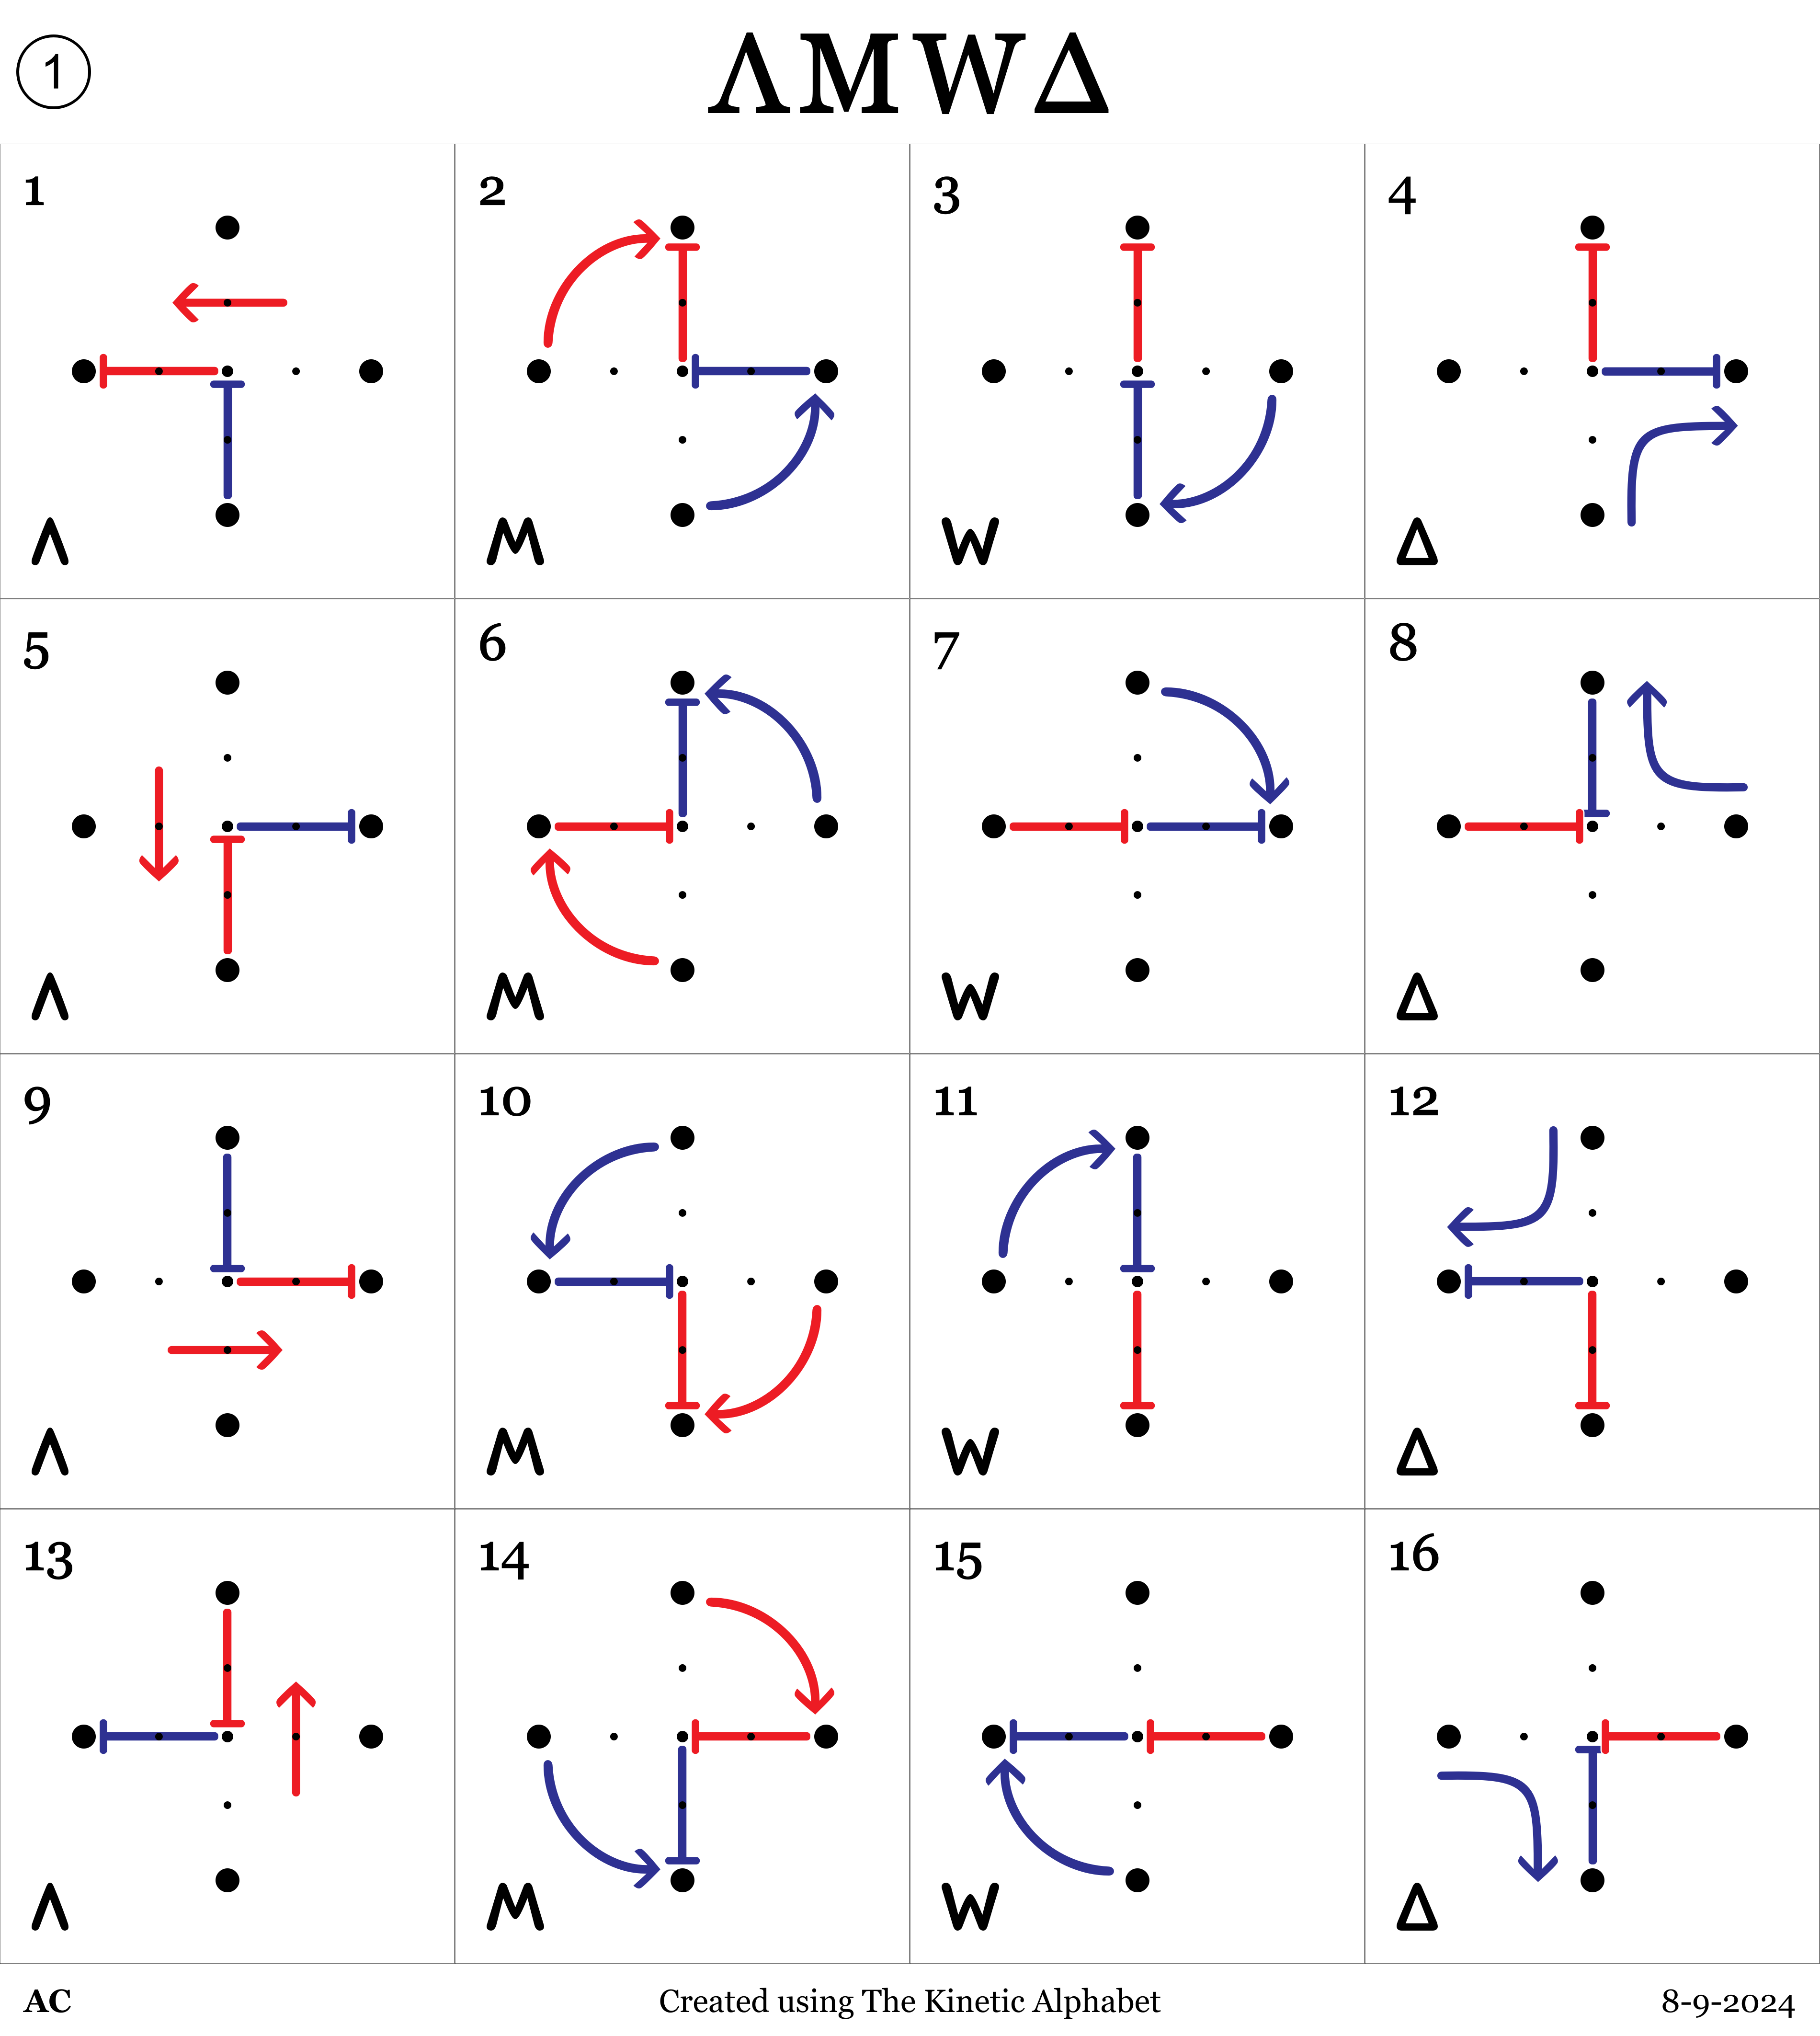 1
ΛMWΔ
1 2 3 4
Λ M W Δ
5 6 7 8
Λ M W Δ
9 10 11 12
Λ M W Δ
13 14 15 16
Λ M W Δ
AC Created using The Kinetic Alphabet 8-9-2024